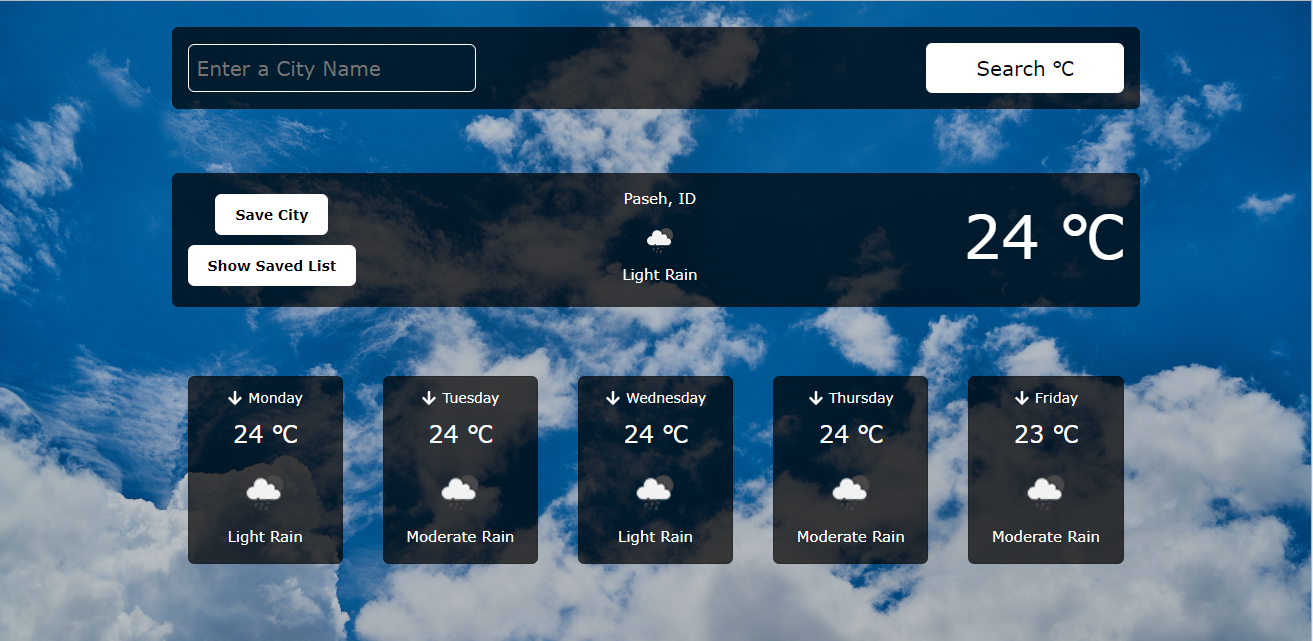 Enter a City Name
Search °C
Save City
Show Saved List
Paseh, ID
Light Rain
24 °C
Monday
24 °C
Light Rain
Tuesday
24 °C
Moderate Rain
Wednesday
24 °C
Light Rain
Thursday
24 °C
Moderate Rain
Friday
23 °C
Moderate Rain